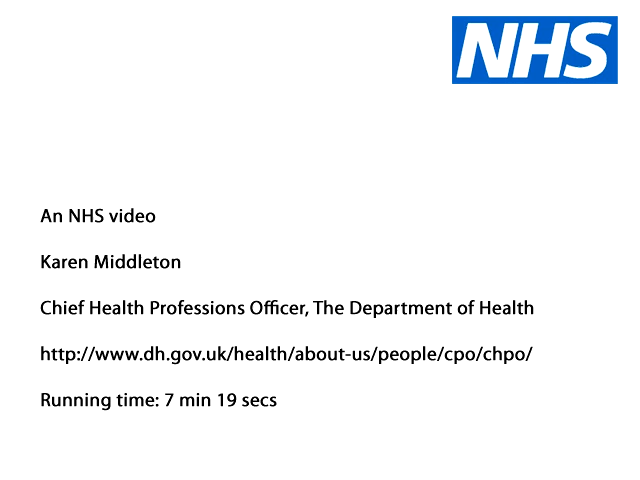 NHS
An NHS video
Karen Middleton
Chief Health Professions Officer, The Department of Health
http://www.dh.gov.uk/health/about-us/people/cpo/chpo/
Running time: 7 min 19 secs